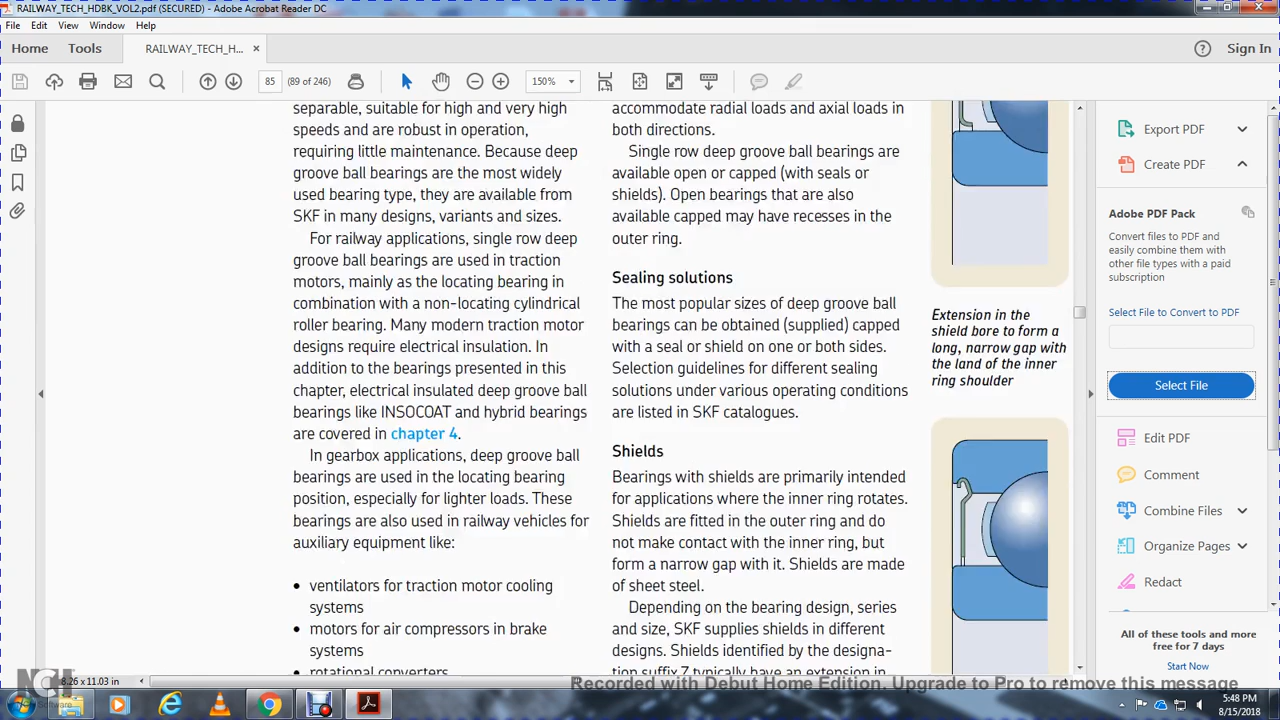 RAILWAY_TECH_HDBK_VOL2.pdf (SECURED) - Adobe Acrobat Reader DC
File Edit View Window Help
Home Tools RAILWAY_TECH_H... × Sign In
85 (89 of 246) 150%
separable, suitable for high and very high
speeds and are robust in operation,
requiring little maintenance. Because deep
groove ball bearings are the most widely
used bearing type, they are available from
SKF in many designs, variants and sizes.
For railway applications, single row deep
groove ball bearings are used in traction
motors, mainly as the locating bearing in
combination with a non-locating cylindrical
roller bearing. Many modern traction motor
designs require electrical insulation. In
addition to the bearings presented in this
chapter, electrical insulated deep groove ball
bearings like INSOCOAT and hybrid bearings
are covered in chapter 4.
In gearbox applications, deep groove ball
bearings are used in the locating bearing
position, especially for lighter loads. These
bearings are also used in railway vehicles for
auxiliary equipment like:
• ventilators for traction motor cooling
systems
• motors for air compressors in brake
systems
• rotational converters
accommodate radial loads and axial loads in
both directions.
Single row deep groove ball bearings are
available open or capped (with seals or
shields). Open bearings that are also
available capped may have recesses in the
outer ring.
Sealing solutions
The most popular sizes of deep groove ball
bearings can be obtained (supplied) capped
with a seal or shield on one or both sides.
Selection guidelines for different sealing
solutions under various operating conditions
are listed in SKF catalogues.
Shields
Bearings with shields are primarily intended
for applications where the inner ring rotates.
Shields are fitted in the outer ring and do
not make contact with the inner ring, but
form a narrow gap with it. Shields are made
of sheet steel.
Depending on the bearing design, series
and size, SKF supplies shields in different
designs. Shields identified by the designa-
tion suffix Z typically have an extension in
Extension in the
shield bore to form a
long, narrow gap with
the land of the inner
ring shoulder
Export PDF
Create PDF
Adobe PDF Pack
Convert files to PDF and
easily combine them with
other file types with a paid
subscription
Select File to Convert to PDF
Select File
Edit PDF
Comment
Combine Files
Organize Pages
Redact
All of these tools and more
free for 7 days
Start Now
8.26 x 11.03 in
NCH
Software
Recorded with Debut Home Edition. Upgrade to Pro to remove this message
5:48 PM
8/15/2018